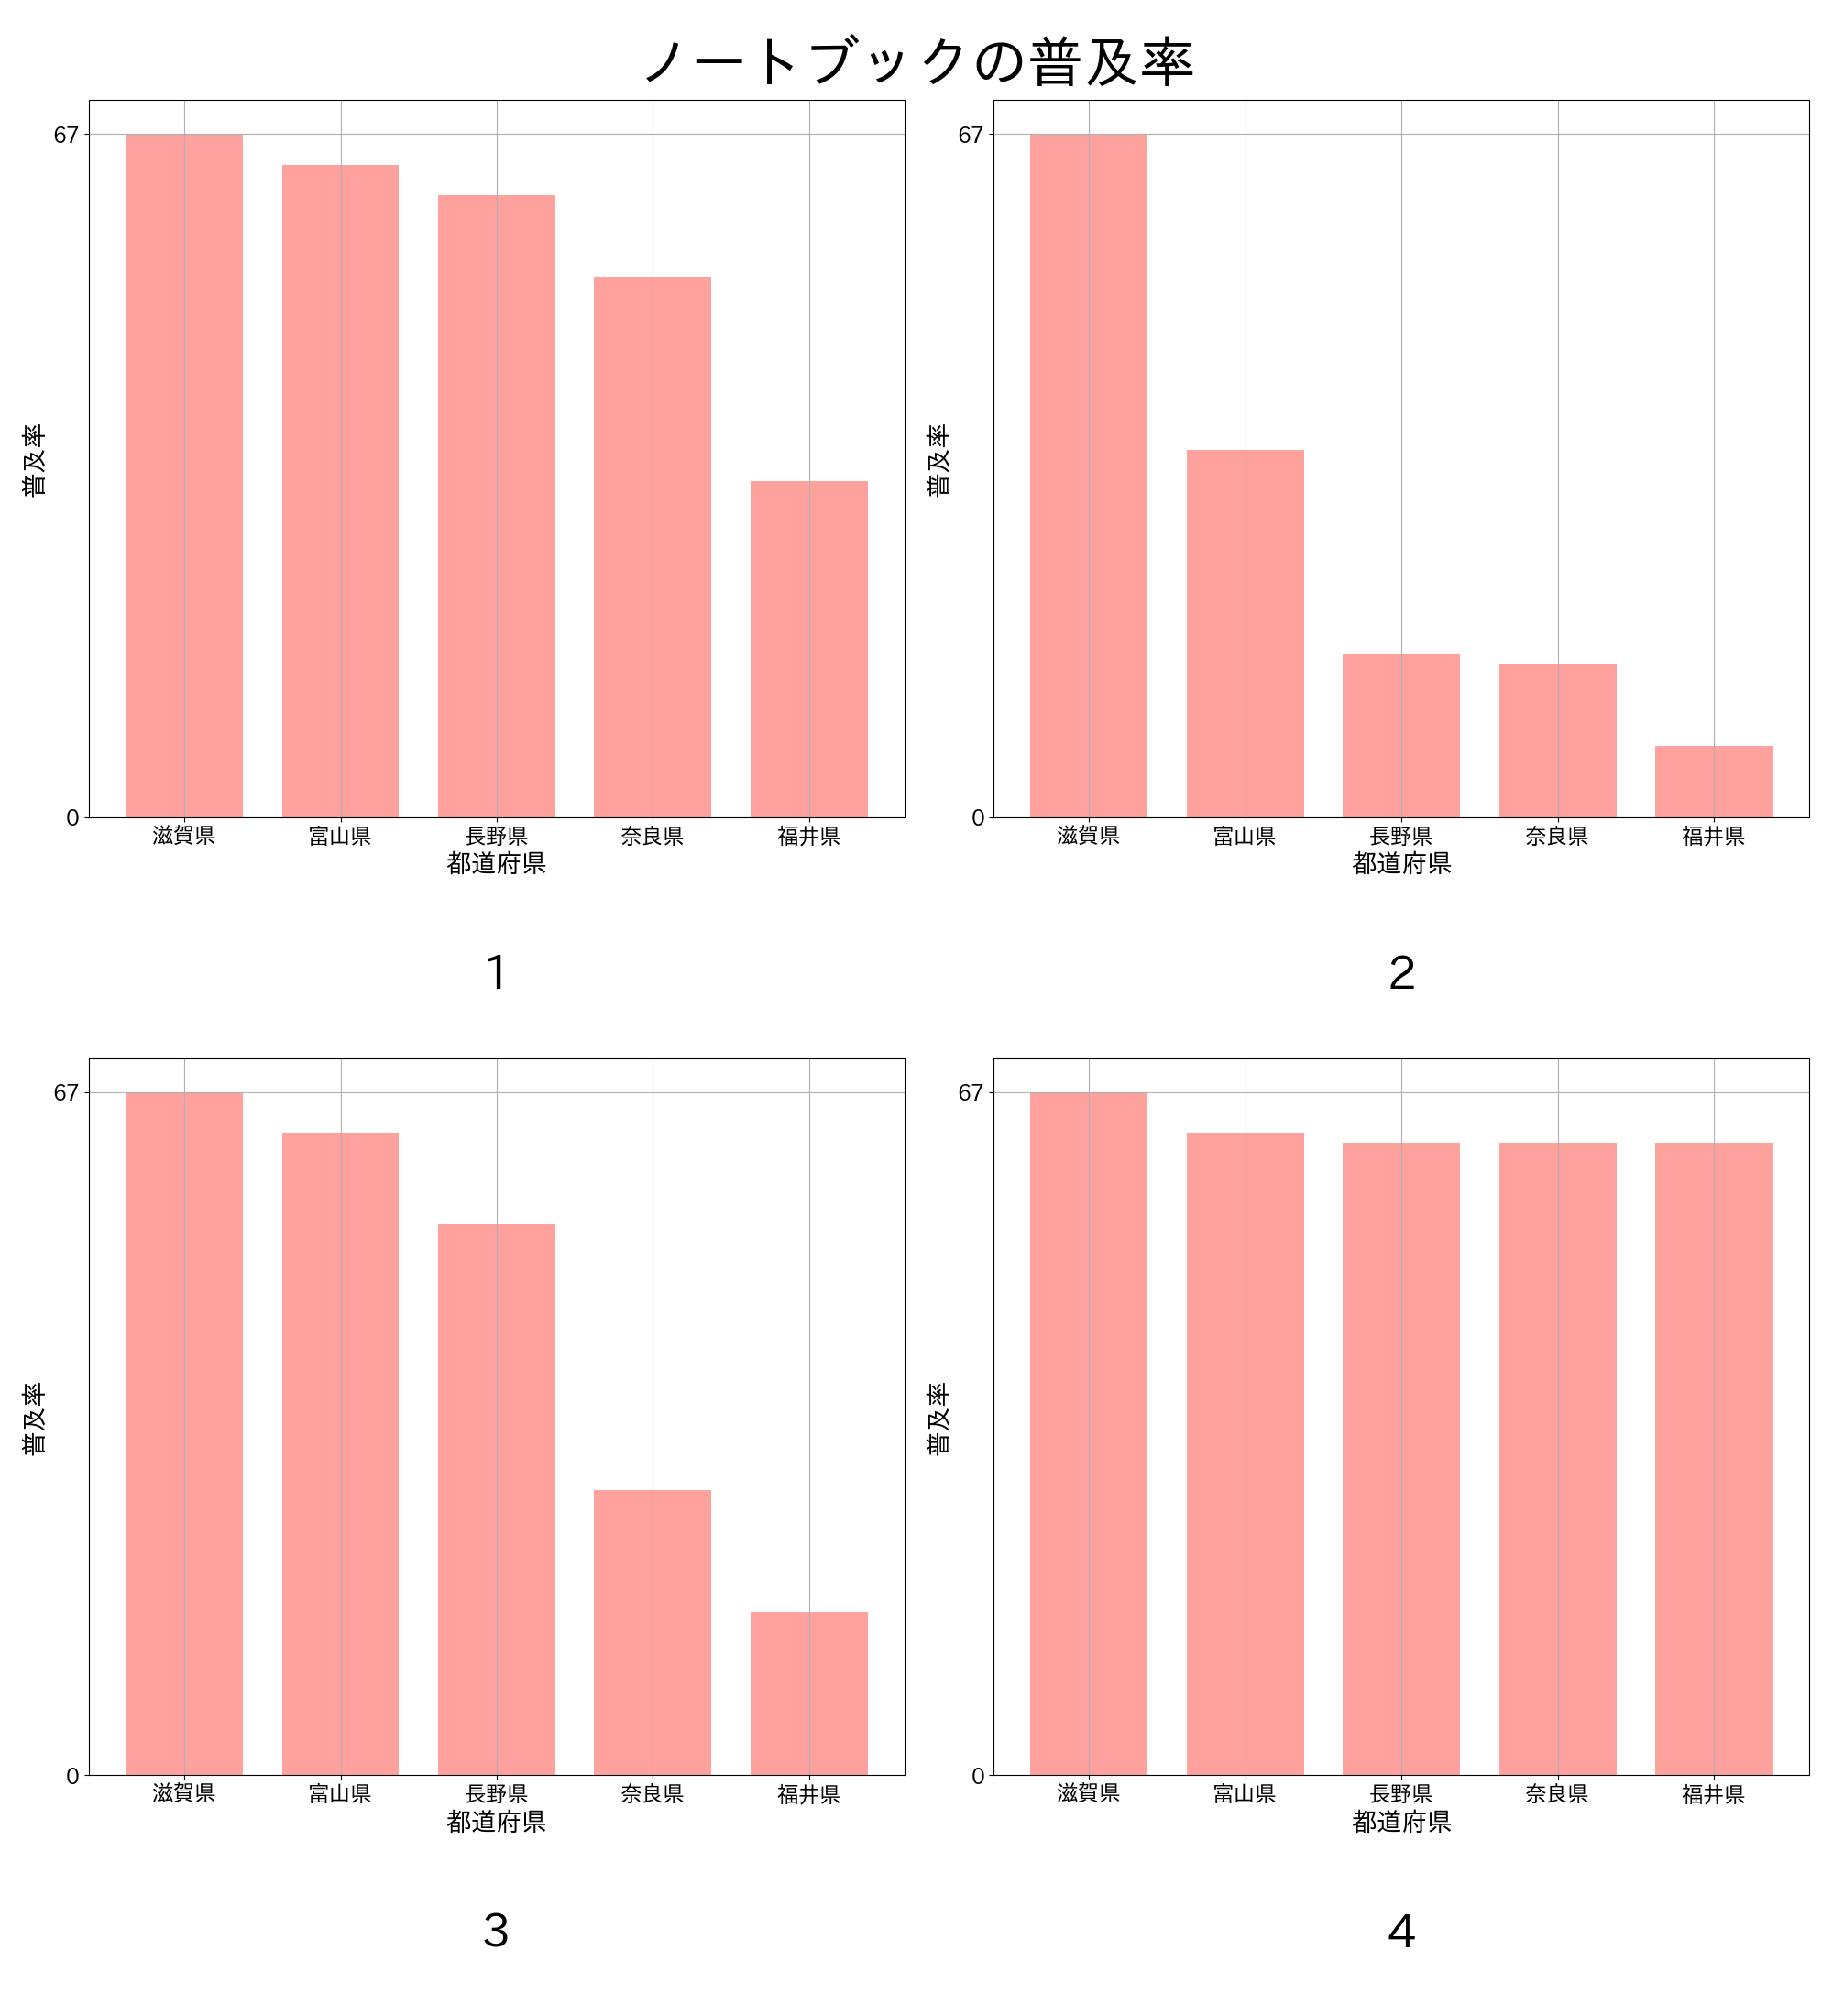 ノートブックの普及率
67
0
普及率
滋賀県 富山県 長野県 奈良県 福井県
都道府県
1
67
0
普及率
滋賀県 富山県 長野県 奈良県 福井県
都道府県
2
67
0
普及率
滋賀県 富山県 長野県 奈良県 福井県
都道府県
3
67
0
普及率
滋賀県 富山県 長野県 奈良県 福井県
都道府県
4